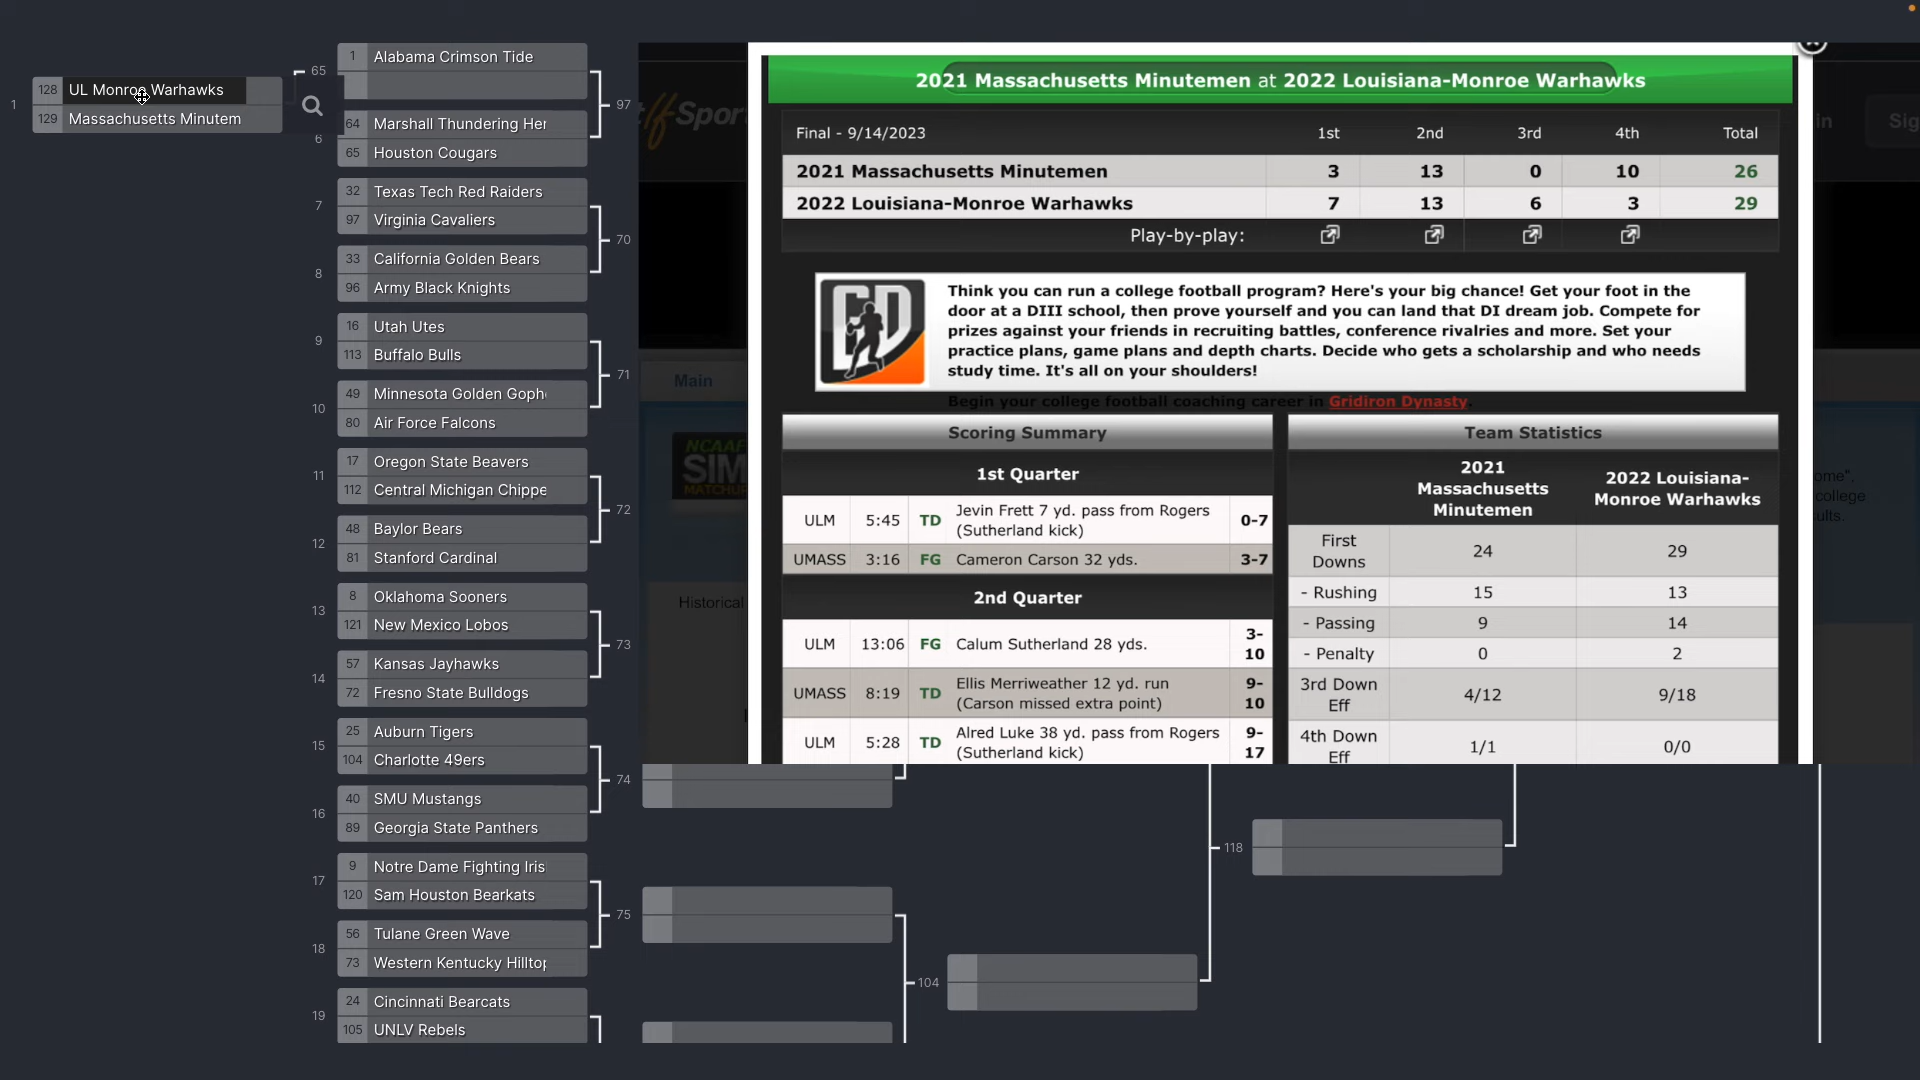 1
128 UL Monroe Warhawks
129 Massachusetts Minutem
65
1 Alabama Crimson Tide
97
6
64 Marshall Thundering Her
65 Houston Cougars
7
32 Texas Tech Red Raiders
97 Virginia Cavaliers
70
8
33 California Golden Bears
96 Army Black Knights
9
16 Utah Utes
113 Buffalo Bulls
71
10
49 Minnesota Golden Goph
80 Air Force Falcons
11
17 Oregon State Beavers
112 Central Michigan Chippe
72
12
48 Baylor Bears
81 Stanford Cardinal
13
8 Oklahoma Sooners
121 New Mexico Lobos
73
14
57 Kansas Jayhawks
72 Fresno State Bulldogs
15
25 Auburn Tigers
104 Charlotte 49ers
74
16
40 SMU Mustangs
89 Georgia State Panthers
17
9 Notre Dame Fighting Iris
120 Sam Houston Bearkats
75
18
56 Tulane Green Wave
73 Western Kentucky Hilltop
19
24 Cincinnati Bearcats
105 UNLV Rebels
104
118
ff Spor
in
Sig
Main
NCAAF
SIM
MATCHUP
Historical
ome",
college
ults.
2021 Massachusetts Minutemen at 2022 Louisiana-Monroe Warhawks
Final - 9/14/2023 1st 2nd 3rd 4th Total
2021 Massachusetts Minutemen 3 13 0 10 26
2022 Louisiana-Monroe Warhawks 7 13 6 3 29
Play-by-play:
GD
Think you can run a college football program? Here's your big chance! Get your foot in the
door at a DIII school, then prove yourself and you can land that DI dream job. Compete for
prizes against your friends in recruiting battles, conference rivalries and more. Set your
practice plans, game plans and depth charts. Decide who gets a scholarship and who needs
study time. It's all on your shoulders!
Begin your college football coaching career in Gridiron Dynasty.
Scoring Summary
1st Quarter
ULM 5:45 TD Jevin Frett 7 yd. pass from Rogers
(Sutherland kick) 0-7
UMASS 3:16 FG Cameron Carson 32 yds. 3-7
2nd Quarter
ULM 13:06 FG Calum Sutherland 28 yds. 3-
10
UMASS 8:19 TD Ellis Merriweather 12 yd. run 9-
(Carson missed extra point) 10
ULM 5:28 TD Alred Luke 38 yd. pass from Rogers 9-
(Sutherland kick) 17
Team Statistics
2021
Massachusetts
Minutemen
2022 Louisiana-
Monroe Warhawks
First
Downs 24 29
- Rushing 15 13
- Passing 9 14
- Penalty 0 2
3rd Down
Eff 4/12 9/18
4th Down
Eff 1/1 0/0